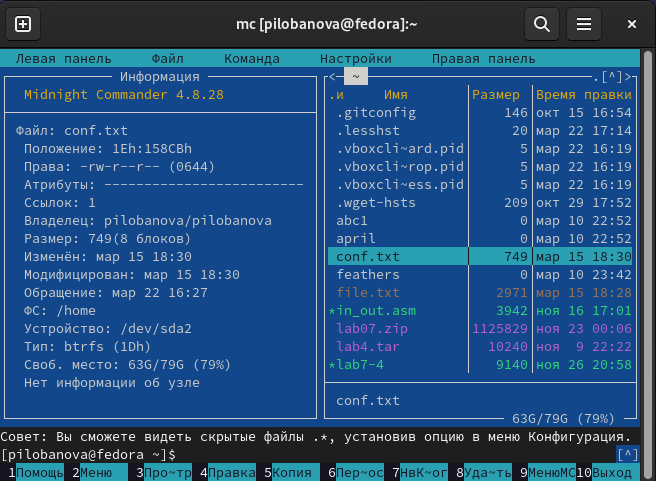 mc [pilobanova@fedora]:~
Левая панель Файл Команда Настройки Правая панель
Информация
Midnight Commander 4.8.28
Файл: conf.txt
Положение: 1Eh:158CBh
Права: -rw-r--r-- (0644)
Атрибуты: -------------------------
Ссылок: 1
Владелец: pilobanova/pilobanova
Размер: 749(8 блоков)
Изменён: мар 15 18:30
Модифицирован: мар 15 18:30
Обращение: мар 22 16:27
ФС: /home
Устройство: /dev/sda2
Тип: btrfs (1Dh)
Своб. место: 63G/79G (79%)
Нет информации об узле
<- ~ .[^]>
.и Имя Размер Время правки
.gitconfig 146 окт 15 16:54
.lesshst 20 мар 22 17:14
.vboxcli~ard.pid 5 мар 22 16:19
.vboxcli~rop.pid 5 мар 22 16:19
.vboxcli~ess.pid 5 мар 22 16:19
.wget-hsts 209 окт 29 17:52
abc1 0 мар 10 22:52
april 0 мар 10 22:52
conf.txt 749 мар 15 18:30
feathers 0 мар 10 23:42
file.txt 2971 мар 15 18:28
*in_out.asm 3942 ноя 16 17:01
lab07.zip 1125829 ноя 23 00:06
lab4.tar 10240 ноя 9 22:22
*lab7-4 9140 ноя 26 20:58
conf.txt
63G/79G (79%)
Совет: Вы сможете видеть скрытые файлы .*, установив опцию в меню Конфигурация.
[pilobanova@fedora ~]$ [^]
1Помощь 2Меню 3Про~тр 4Правка 5Копия 6Пер~ос 7НвК~ог 8Уда~ть 9МенюMC 10Выход